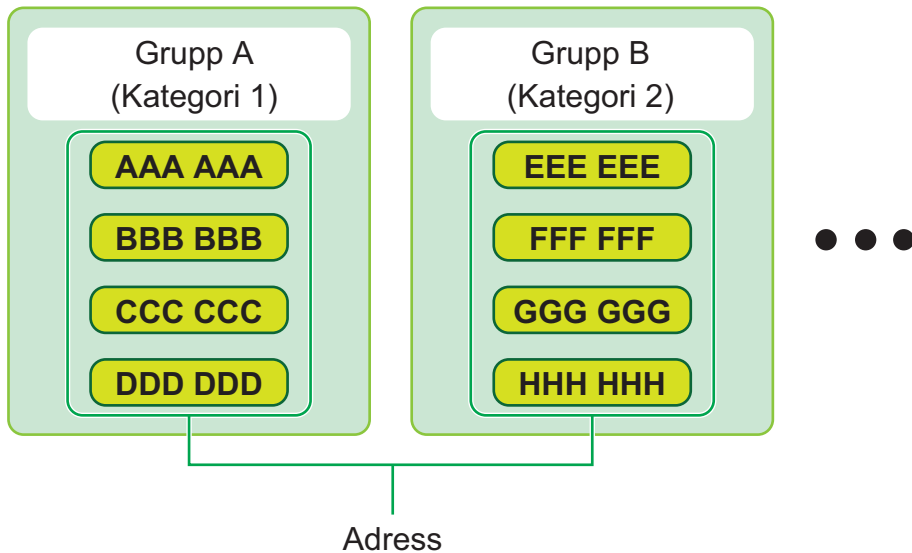 Grupp A
(Kategori 1)
AAA AAA
BBB BBB
CCC CCC
DDD DDD
Grupp B
(Kategori 2)
EEE EEE
FFF FFF
GGG GGG
HHH HHH
Adress